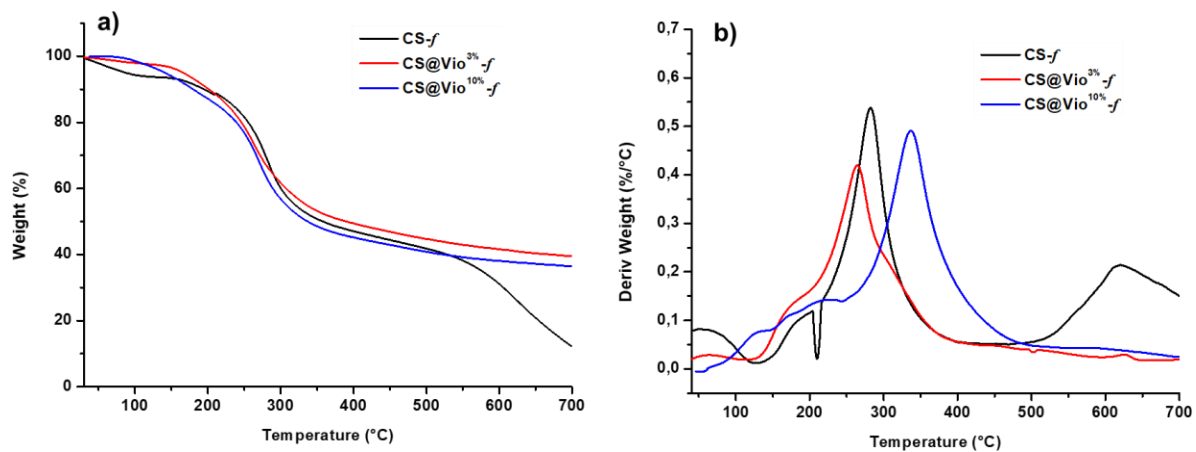 a)
CS-f
CS@Vio³%-f
CS@Vio¹⁰%-f
100
80
60
40
20
0
Weight (%)
100 200 300 400 500 600 700
Temperature (°C)
b)
CS-f
CS@Vio³%-f
CS@Vio¹⁰%-f
0,7
0,6
0,5
0,4
0,3
0,2
0,1
0,0
Deriv Weight (%/°C)
100 200 300 400 500 600 700
Temperature (°C)